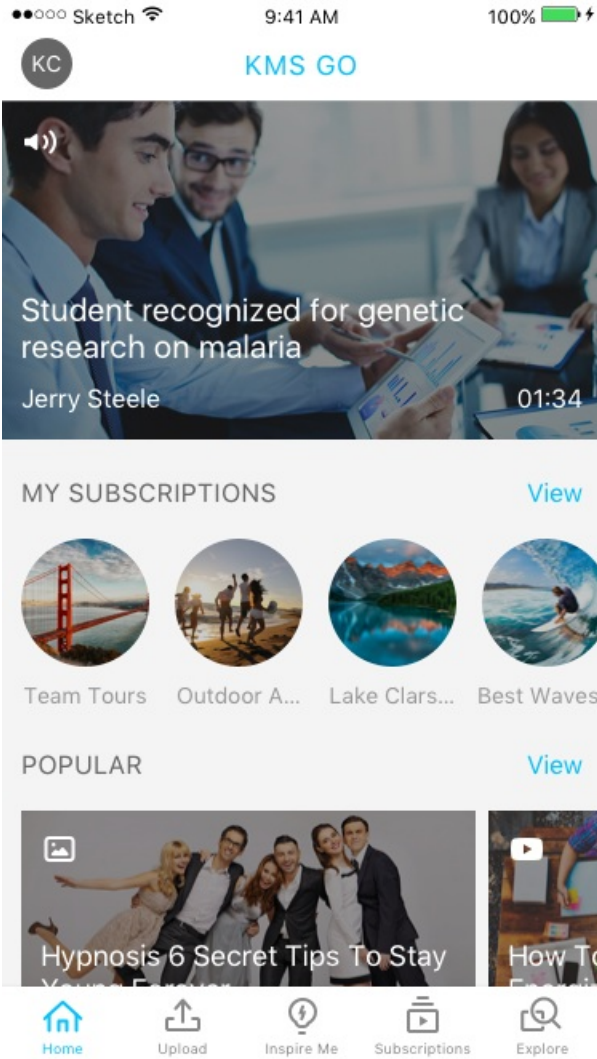 Sketch 9:41 AM 100%
KC KMS GO
Student recognized for genetic
research on malaria
Jerry Steele 01:34
MY SUBSCRIPTIONS View
Team Tours Outdoor A... Lake Clars... Best Waves
POPULAR View
Hypnosis 6 Secret Tips To Stay How To
Young Forever
Home Upload Inspire Me Subscriptions Explore